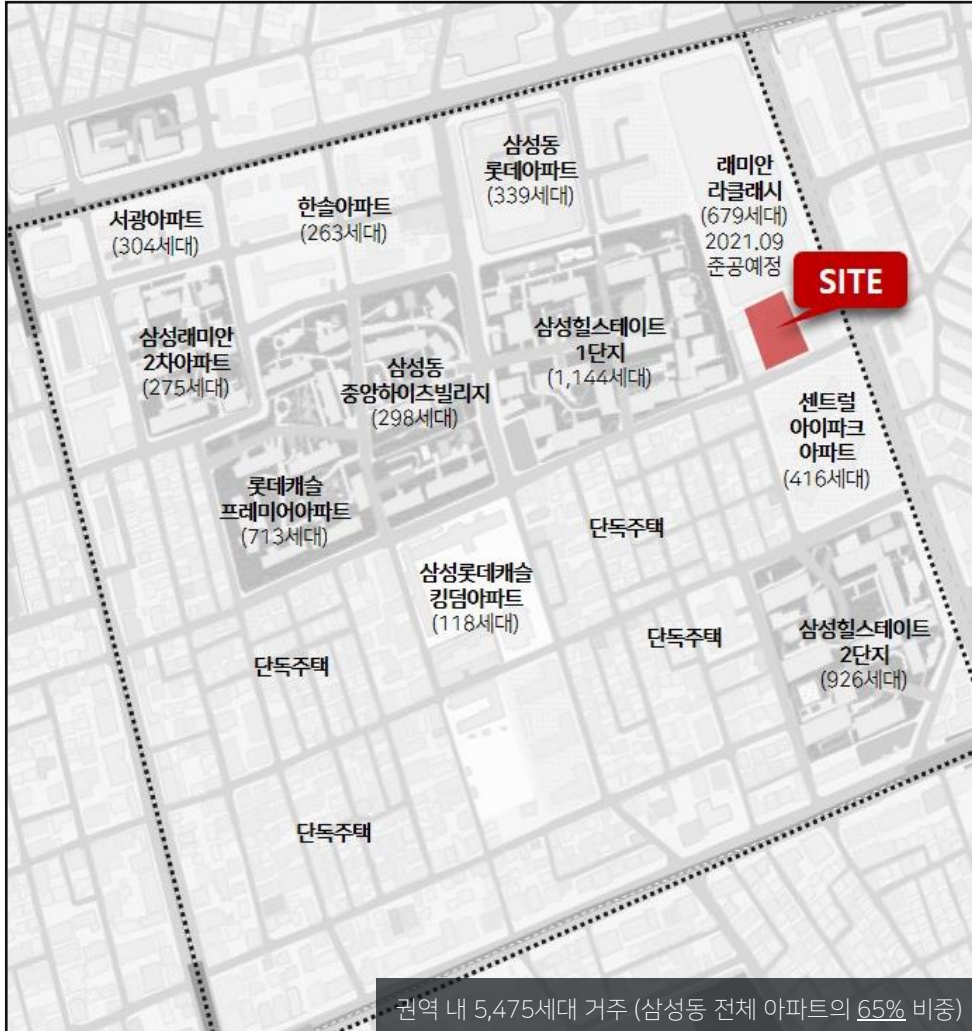 삼성동
롯데아파트
(339세대)
래미안
라클래시
(679세대)
2021.09
준공예정
SITE
서광아파트
(304세대)
한솔아파트
(263세대)
삼성래미안
2차아파트
(275세대)
삼성동
중앙하이츠빌리지
(298세대)
삼성힐스테이트
1단지
(1,144세대)
센트럴
아이파크
아파트
(416세대)
롯데캐슬
프레미어아파트
(713세대)
단독주택
삼성롯데캐슬
킹덤아파트
(118세대)
단독주택
단독주택
삼성힐스테이트
2단지
(926세대)
단독주택
권역 내 5,475세대 거주 (삼성동 전체 아파트의 65% 비중)